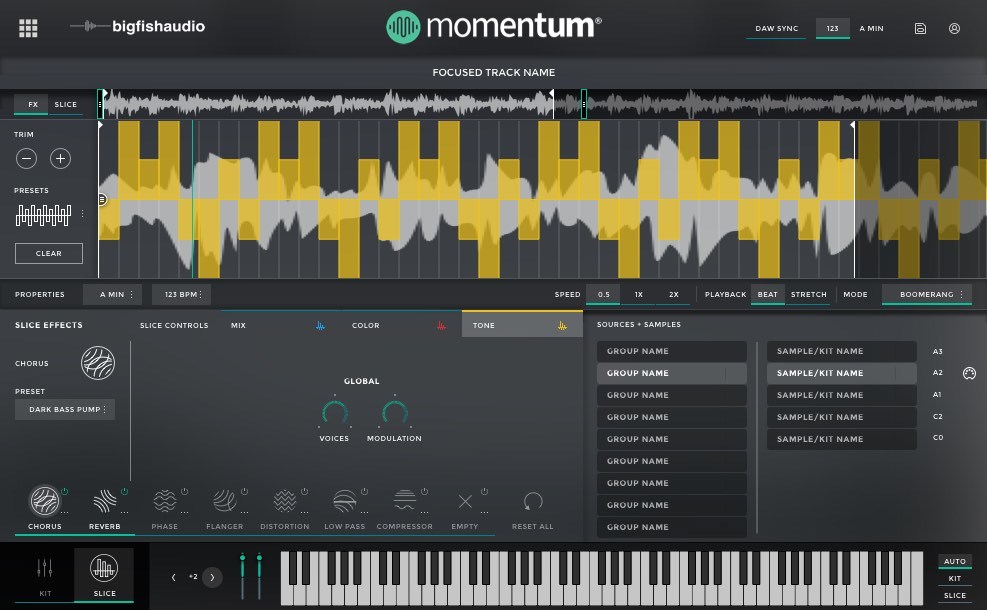 bigfishaudio
momentum®
DAW SYNC
123
A MIN
FOCUSED TRACK NAME
FX
SLICE
TRIM
PRESETS
CLEAR
PROPERTIES
A MIN
123 BPM
SPEED
0.5
1X
2X
PLAYBACK
BEAT
STRETCH
MODE
BOOMERANG
SLICE EFFECTS
SLICE CONTROLS
MIX
COLOR
TONE
SOURCES + SAMPLES
CHORUS
PRESET
DARK BASS PUMP
GLOBAL
VOICES
MODULATION
GROUP NAME
GROUP NAME
GROUP NAME
GROUP NAME
GROUP NAME
GROUP NAME
GROUP NAME
GROUP NAME
GROUP NAME
SAMPLE/KIT NAME
SAMPLE/KIT NAME
SAMPLE/KIT NAME
SAMPLE/KIT NAME
SAMPLE/KIT NAME
A3
A2
A1
C2
C0
CHORUS
REVERB
PHASE
FLANGER
DISTORTION
LOW PASS
COMPRESSOR
EMPTY
RESET ALL
KIT
SLICE
+2
AUTO
KIT
SLICE